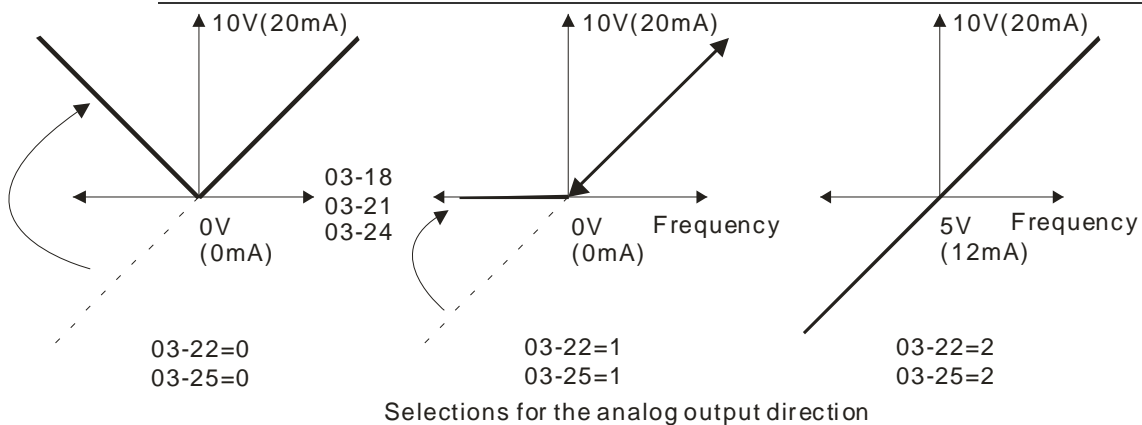 10V(20mA)
0V
(0mA)
03-18
03-21
03-24
03-22=0
03-25=0
10V(20mA)
0V
(0mA)
Frequency
03-22=1
03-25=1
10V(20mA)
5V
(12mA)
Frequency
03-22=2
03-25=2
Selections for the analog output direction